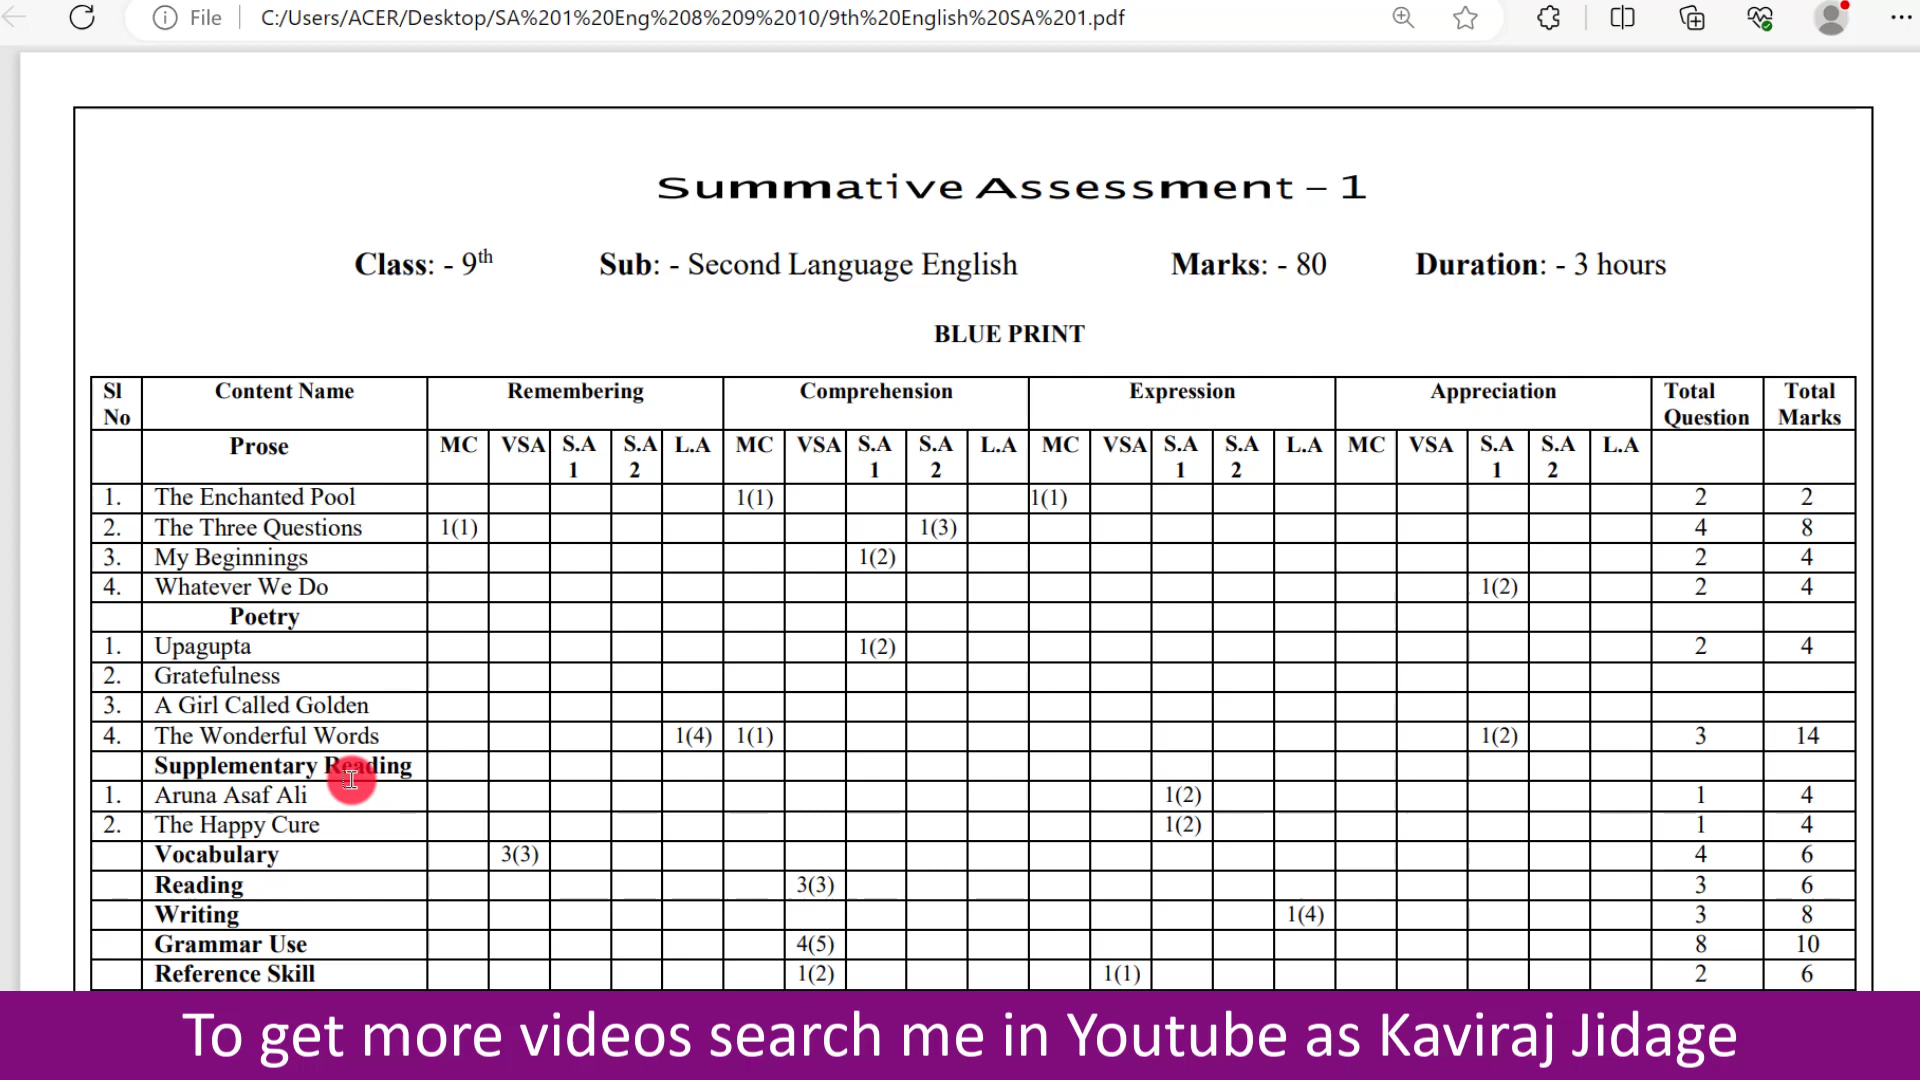 File C:/Users/ACER/Desktop/SA%201%20Eng%208%209%2010/9th%20English%20SA%201.pdf
Summative Assessment – 1
Class: - 9th Sub: - Second Language English Marks: - 80 Duration: - 3 hours
BLUE PRINT
Sl No Content Name Remembering Comprehension Expression Appreciation Total Question Total Marks
Prose MC VSA S.A 1 S.A 2 L.A MC VSA S.A 1 S.A 2 L.A MC VSA S.A 1 S.A 2 L.A MC VSA S.A 1 S.A 2 L.A
1. The Enchanted Pool 1(1) 1(1) 2 2
2. The Three Questions 1(1) 1(3) 4 8
3. My Beginnings 1(2) 2 4
4. Whatever We Do 1(2) 2 4
Poetry
1. Upagupta 1(2) 2 4
2. Gratefulness
3. A Girl Called Golden
4. The Wonderful Words 1(4) 1(1) 1(2) 3 14
Supplementary Reading
1. Aruna Asaf Ali 1(2) 1 4
2. The Happy Cure 1(2) 1 4
Vocabulary 3(3) 4 6
Reading 3(3) 3 6
Writing 1(4) 3 8
Grammar Use 4(5) 8 10
Reference Skill 1(2) 1(1) 2 6
To get more videos search me in Youtube as Kaviraj Jidage